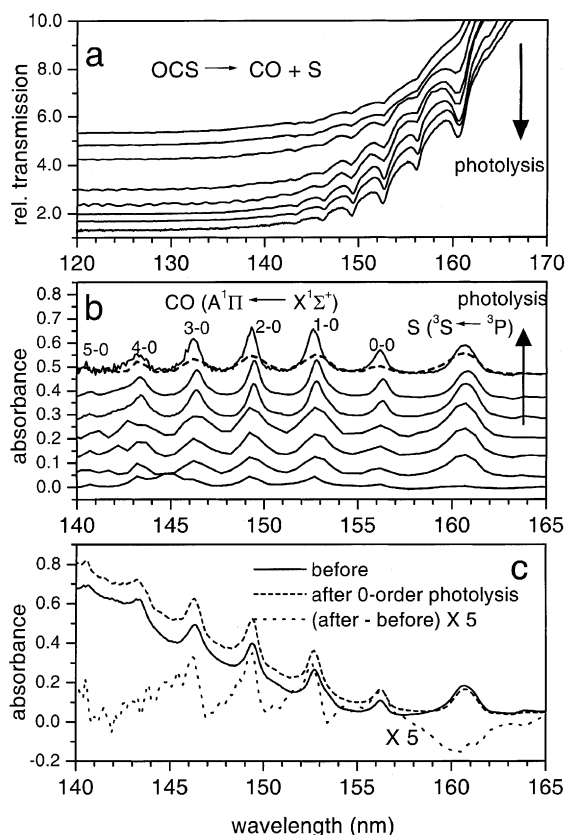 10.0
8.0
6.0
4.0
2.0
rel. transmission
a
OCS → CO + S
photolysis
120 130 140 150 160 170
0.8
0.7
0.6
0.5
0.4
0.3
0.2
0.1
0.0
absorbance
b
CO (A¹Π ← X¹Σ⁺)
photolysis
5-0 4-0 3-0 2-0 1-0 0-0
S (³S ← ³P)
140 145 150 155 160 165
0.8
0.6
0.4
0.2
0.0
-0.2
absorbance
c
before
after 0-order photolysis
(after - before) X 5
X 5
140 145 150 155 160 165
wavelength (nm)